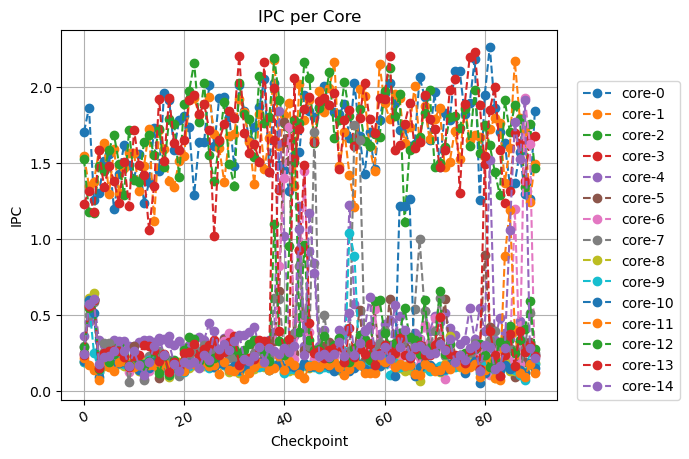 IPC per Core
IPC
2.0
1.5
1.0
0.5
0.0
0
20
40
60
80
Checkpoint
core-0
core-1
core-2
core-3
core-4
core-5
core-6
core-7
core-8
core-9
core-10
core-11
core-12
core-13
core-14